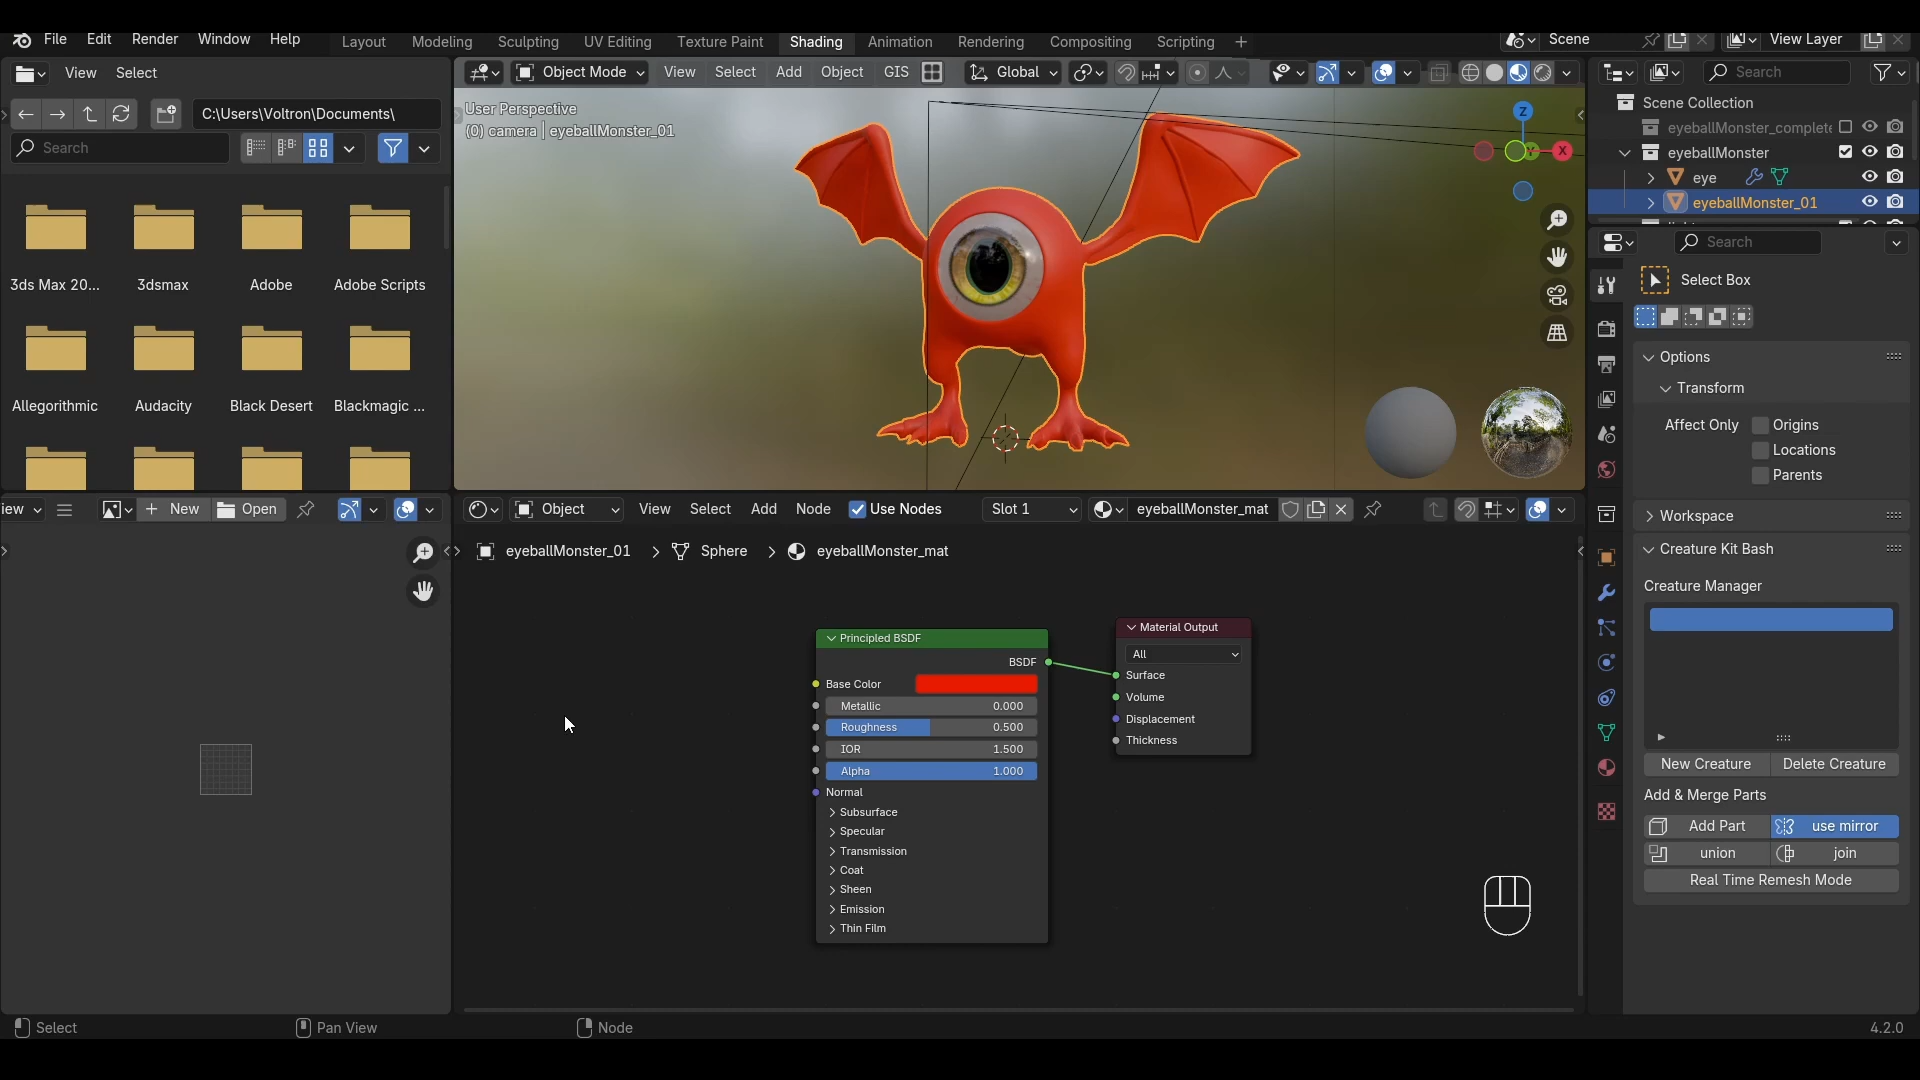 File Edit Render Window Help
Layout Modeling Sculpting UV Editing Texture Paint Shading Animation Rendering Compositing Scripting +
Scene
View Layer
View Select
Object Mode View Select Add Object GIS Global
Search
C:\Users\Voltron\Documents\
Search
3ds Max 20... 3dsmax Adobe Adobe Scripts
Allegorithmic Audacity Black Desert Blackmagic ...
User Perspective
(0) camera | eyeballMonster_01
Z
X
Scene Collection
eyeballMonster_complete
eyeballMonster
eye
eyeballMonster_01
Search
Select Box
Options
Transform
Affect Only Origins
Locations
Parents
Workspace
Creature Kit Bash
Creature Manager
New Creature Delete Creature
Add & Merge Parts
Add Part use mirror
union join
Real Time Remesh Mode
iew New Open
Object View Select Add Node Use Nodes Slot 1 eyeballMonster_mat
eyeballMonster_01 > Sphere > eyeballMonster_mat
Principled BSDF
BSDF
Base Color
Metallic 0.000
Roughness 0.500
IOR 1.500
Alpha 1.000
Normal
Subsurface
Specular
Transmission
Coat
Sheen
Emission
Thin Film
Material Output
All
Surface
Volume
Displacement
Thickness
Select Pan View Node 4.2.0